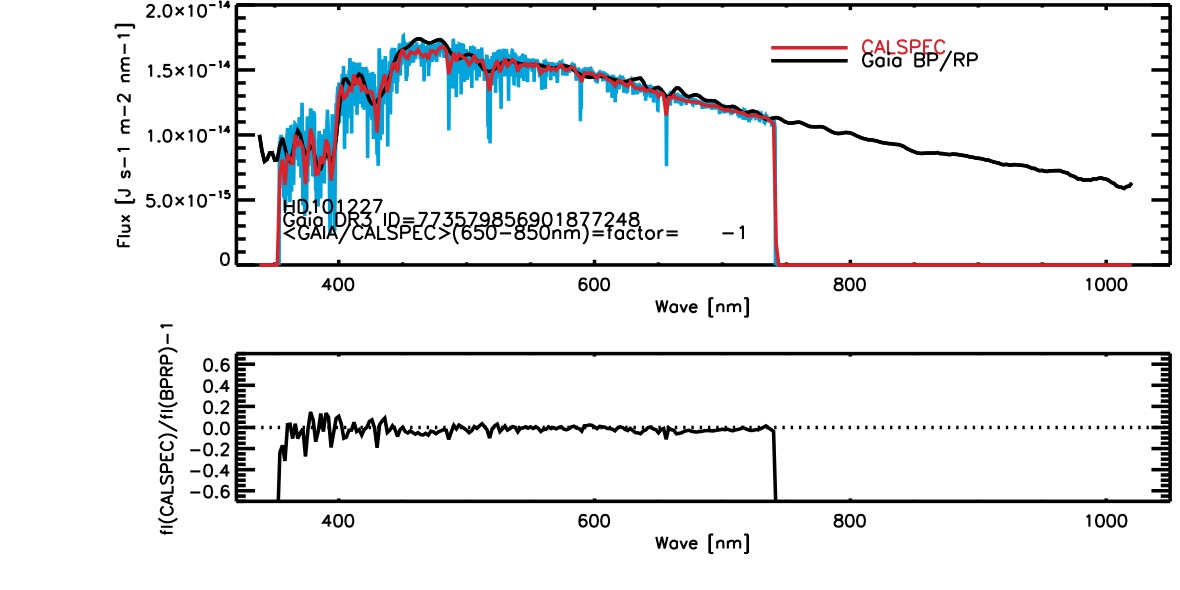 2.0×10−14
1.5×10−14
1.0×10−14
5.0×10−15
0
Flux [J s−1 m−2 nm−1]
CALSPEC
Gaia BP/RP
HD101227
Gaia DR3 ID=773579856901877248
<GAIA/CALSPEC>(650−850nm)=factor= −1
400 600 800 1000
Wave [nm]
fl(CALSPEC)/fl(BPRP)−1
0.6
0.4
0.2
0.0
−0.2
−0.4
−0.6
400 600 800 1000
Wave [nm]